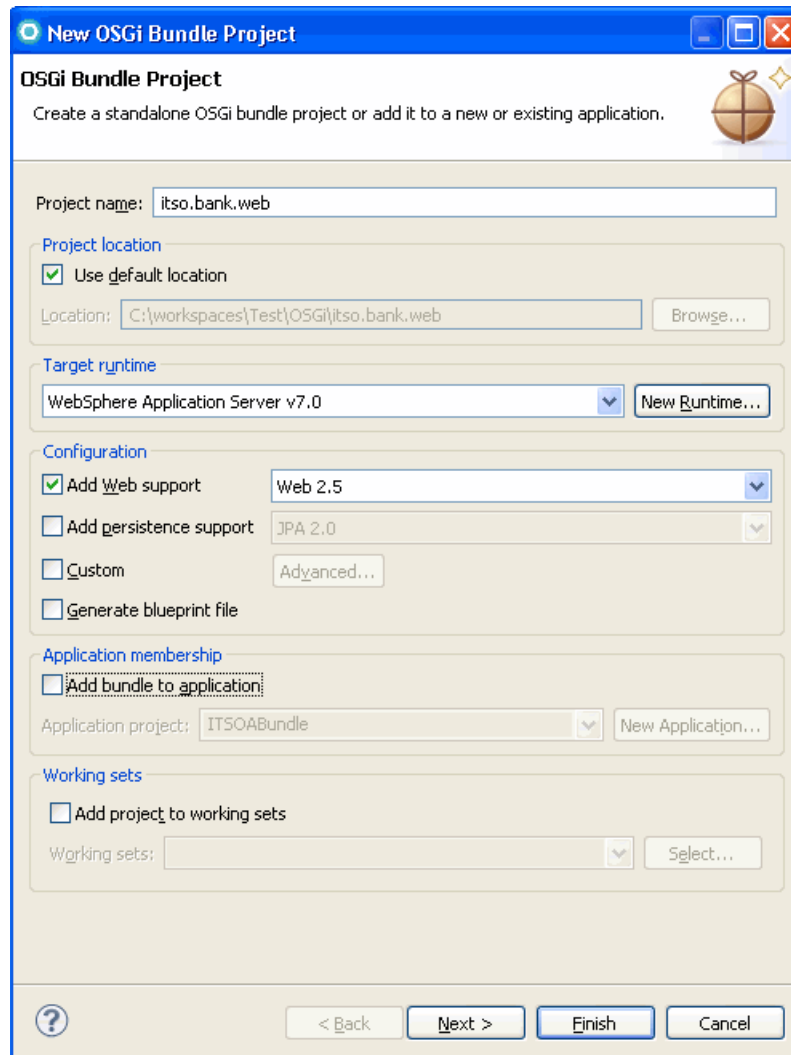 New OSGi Bundle Project
OSGi Bundle Project
Create a standalone OSGi bundle project or add it to a new or existing application.
Project name: itso.bank.web
Project location
Use default location
Location: C:\workspaces\Test\OSGi\itso.bank.web Browse...
Target runtime
WebSphere Application Server v7.0 New Runtime...
Configuration
Add Web support Web 2.5
Add persistence support JPA 2.0
Custom Advanced...
Generate blueprint file
Application membership
Add bundle to application
Application project: ITSOABundle New Application...
Working sets
Add project to working sets
Working sets: Select...
? < Back Next > Finish Cancel